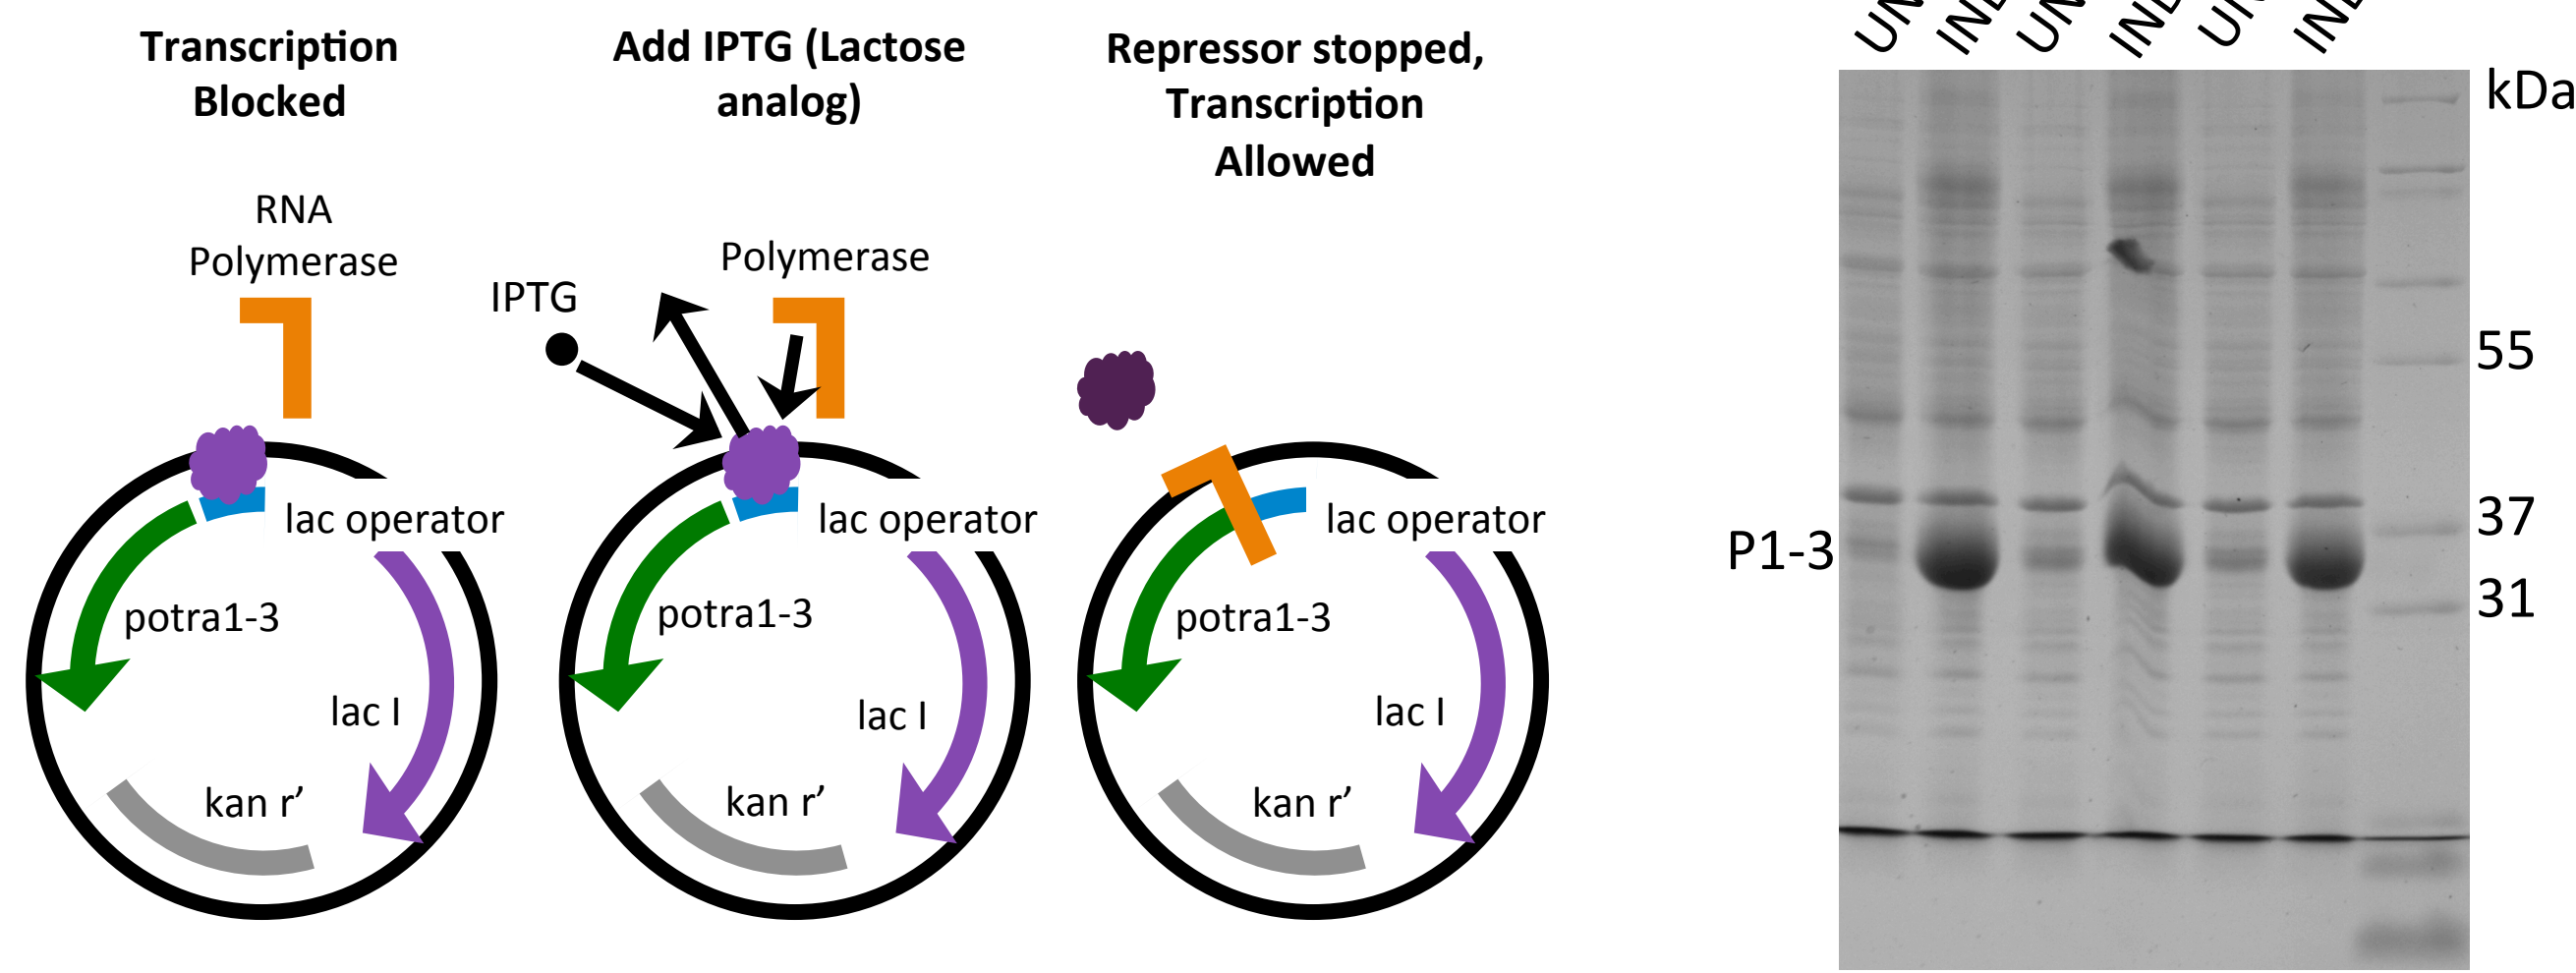 Transcription
Blocked
RNA
Polymerase
lac operator
potra1-3
lac I
kan r’
Add IPTG (Lactose
analog)
Polymerase
IPTG
lac operator
potra1-3
lac I
kan r’
Repressor stopped,
Transcription
Allowed
lac operator
potra1-3
lac I
kan r’
kDa
55
37
P1-3
31